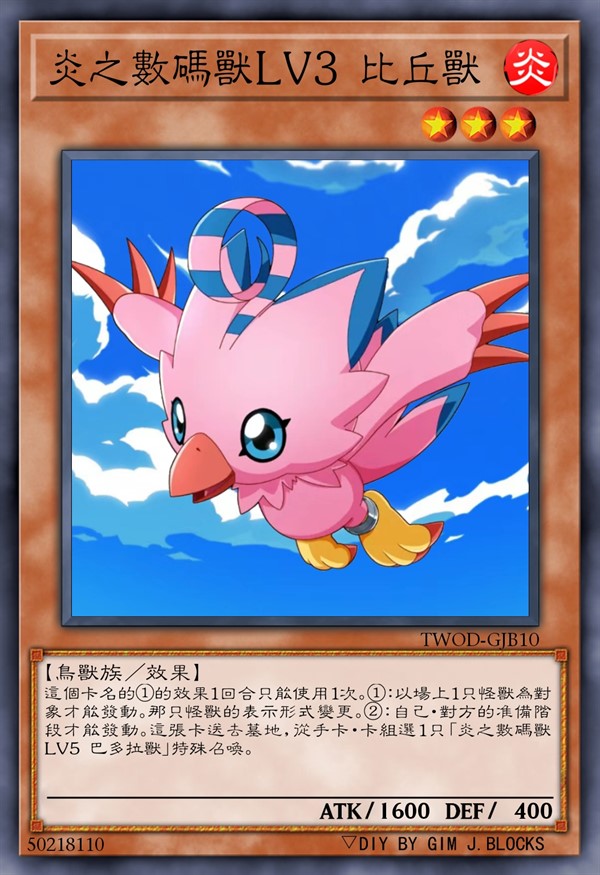 炎之數碼獸LV3 比丘獸 炎
TWOD-GJB10
【鳥獸族／效果】
這個卡名的①的效果1回合只能使用1次。①:以場上1只怪獸為對
象才能發動。那只怪獸的表示形式變更。②:自己·對方的准備階
段才能發動。這張卡送去墓地,從手卡·卡組選1只「炎之數碼獸
LV5 巴多拉獸」特殊召喚。
ATK/1600 DEF/ 400
50218110 ▽DIY BY GIM J.BLOCKS